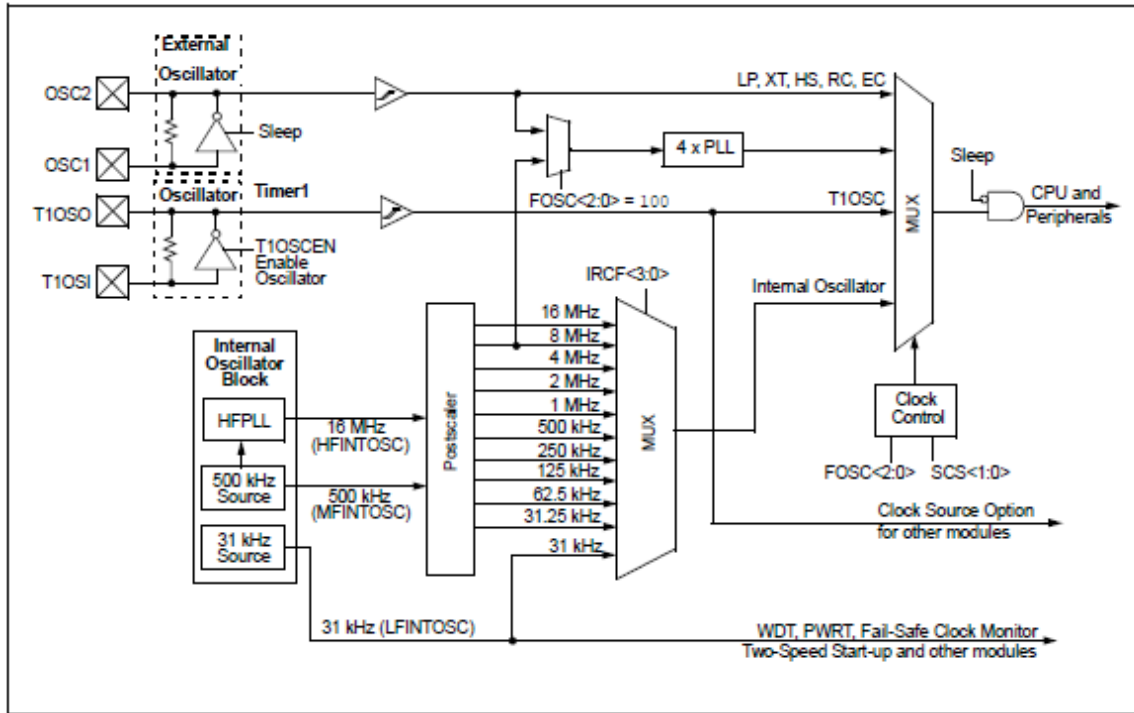 External
Oscillator
OSC2
LP, XT, HS, RC, EC
Sleep
4 x PLL
Sleep
OSC1
Oscillator
Timer1
FOSC<2:0> = 100
T1OSO
T1OSC
MUX
CPU and
Peripherals
T1OSCEN
Enable
Oscillator
T1OSI
IRCF<3:0>
Internal Oscillator
Internal
Oscillator
Block
HFPLL
16 MHz
(HFINTOSC)
500 kHz
Source
500 kHz
(MFINTOSC)
31 kHz
Source
Postscaler
16 MHz
8 MHz
4 MHz
2 MHz
1 MHz
500 kHz
250 kHz
125 kHz
62.5 kHz
31.25 kHz
31 kHz
MUX
Clock
Control
FOSC<2:0>
SCS<1:0>
Clock Source Option
for other modules
31 kHz (LFINTOSC)
WDT, PWRT, Fail-Safe Clock Monitor
Two-Speed Start-up and other modules